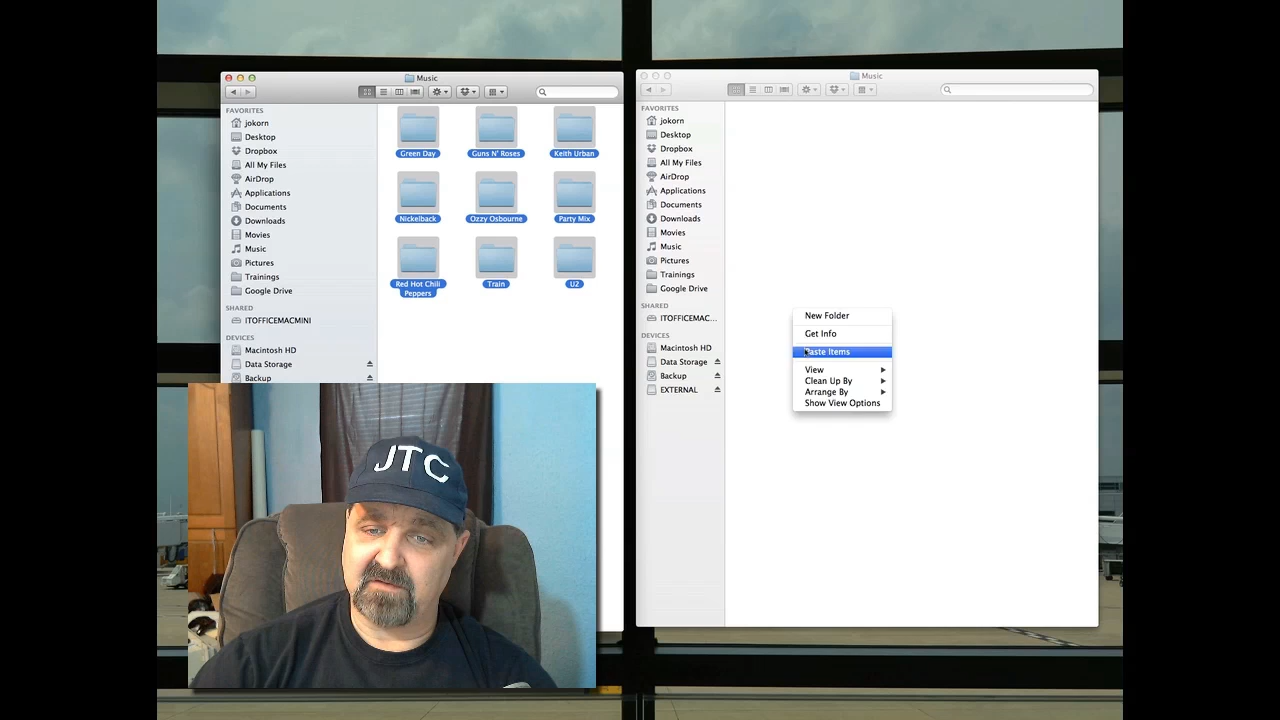 Music
FAVORITES
jokorn
Desktop
Dropbox
All My Files
AirDrop
Applications
Documents
Downloads
Movies
Music
Pictures
Trainings
Google Drive
SHARED
ITOFFICEMACMINI
DEVICES
Macintosh HD
Data Storage
Backup
Green Day
Guns N' Roses
Keith Urban
Nickelback
Ozzy Osbourne
Party Mix
Red Hot Chili
Peppers
Train
U2
JTC
Music
FAVORITES
jokorn
Desktop
Dropbox
All My Files
AirDrop
Applications
Documents
Downloads
Movies
Music
Pictures
Trainings
Google Drive
SHARED
ITOFFICEMAC...
DEVICES
Macintosh HD
Data Storage
Backup
EXTERNAL
New Folder
Get Info
Paste Items
View
Clean Up By
Arrange By
Show View Options